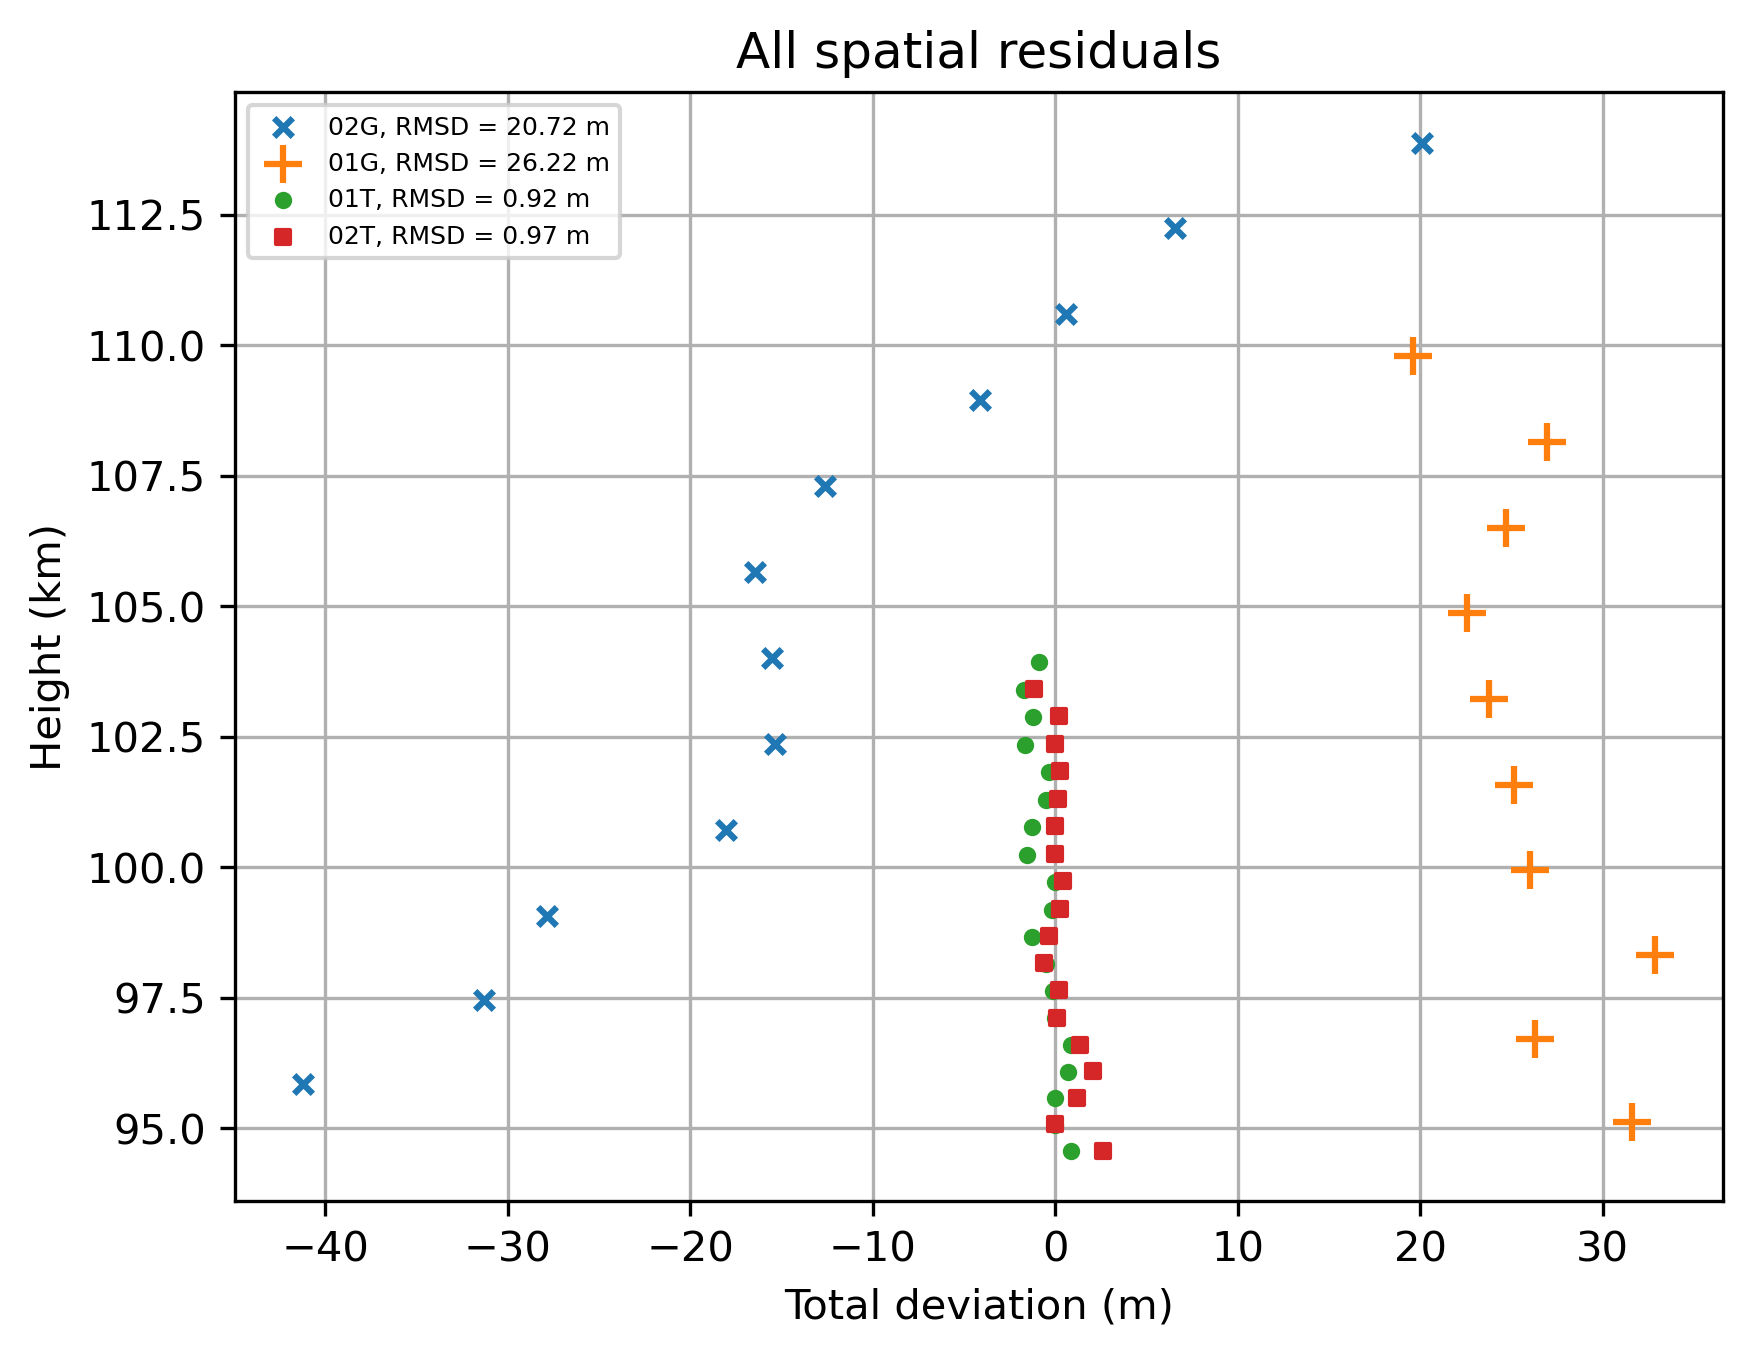 All spatial residuals
02G, RMSD = 20.72 m
01G, RMSD = 26.22 m
01T, RMSD = 0.92 m
02T, RMSD = 0.97 m
112.5
110.0
107.5
105.0
102.5
100.0
97.5
95.0
Height (km)
−40 −30 −20 −10 0 10 20 30
Total deviation (m)